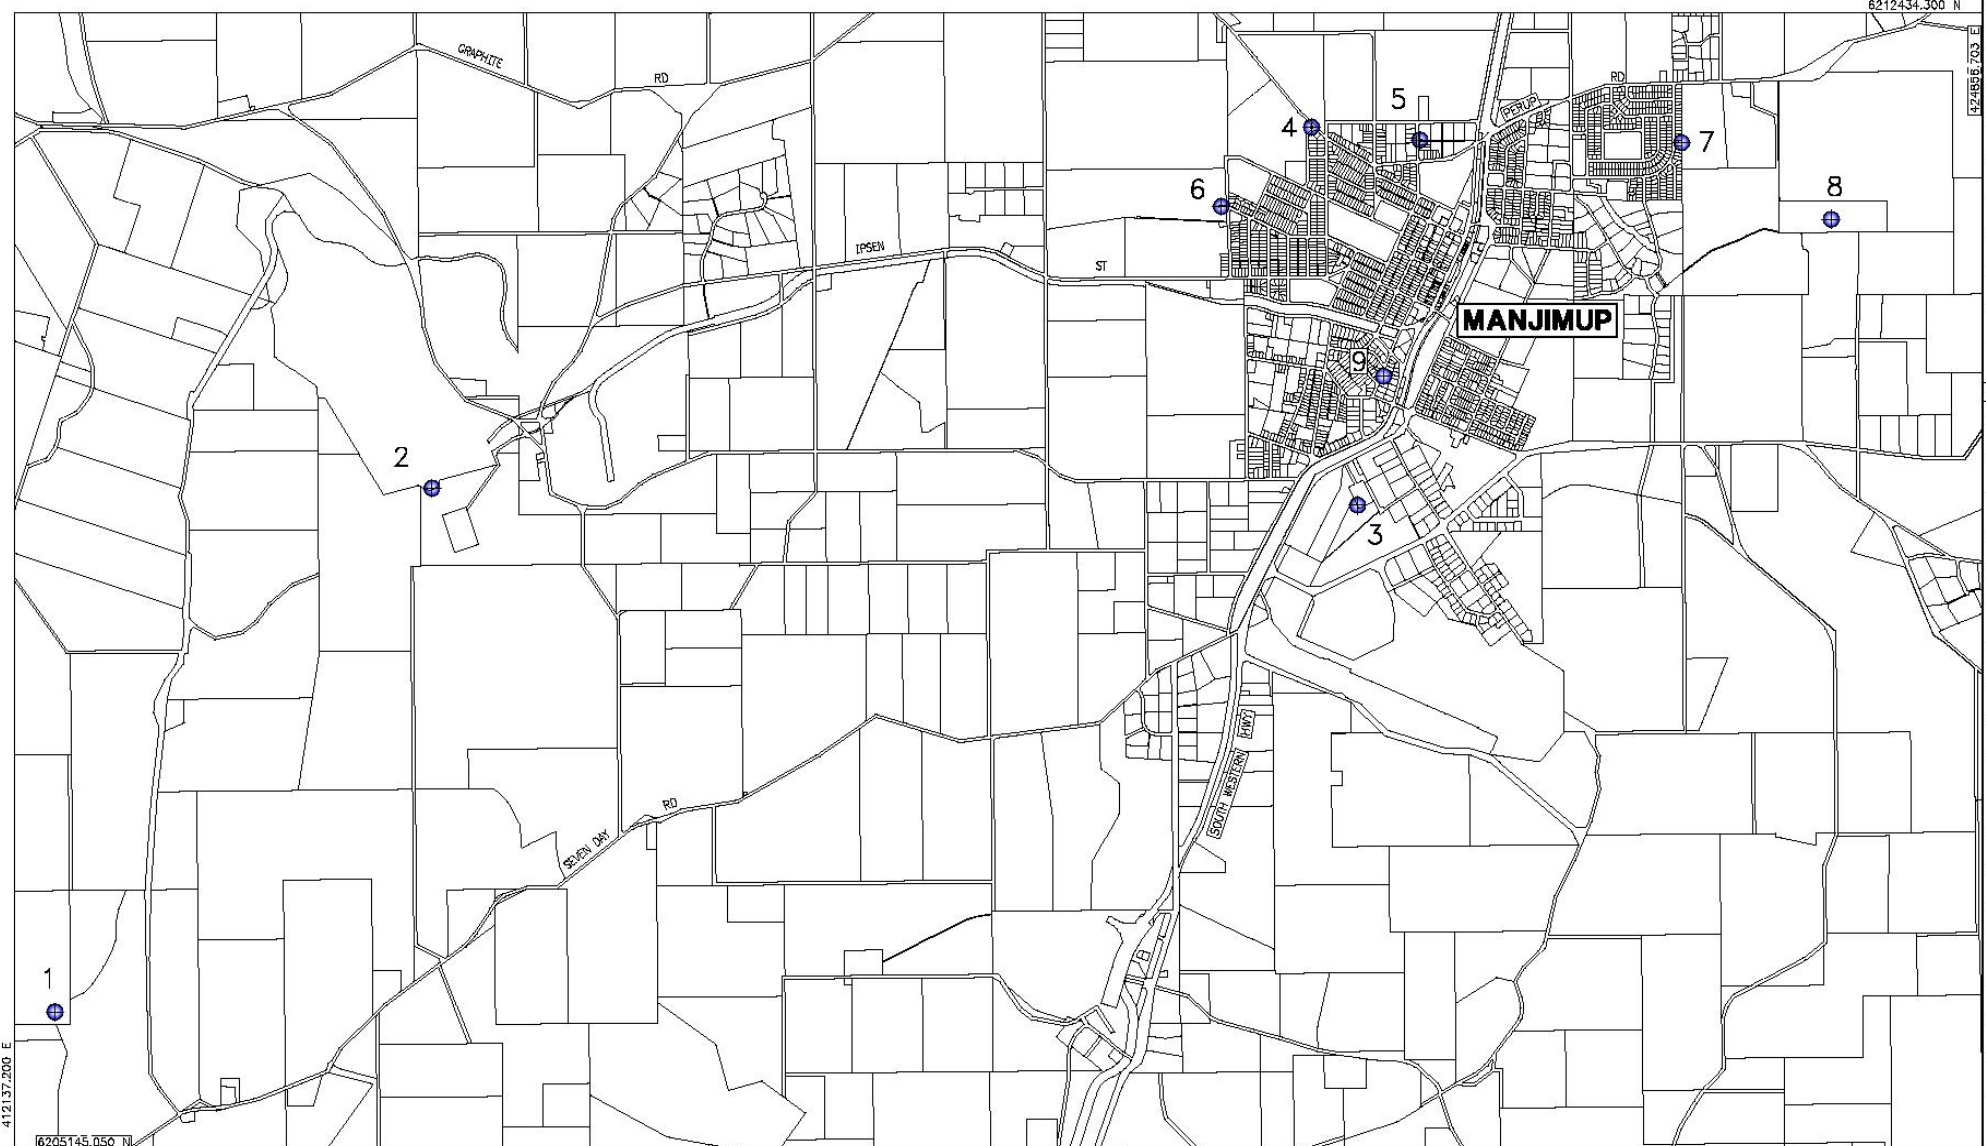 6212434.300 N
424856.703 E
GRAPHITE
RD
RD
PERUP
5
4
7
6
8
IPSEN
ST
MANJIMUP
9
2
3
HWY
SOUTH WESTERN
RD
SEVEN DAY
1
412137.200 E
6205145.050 N